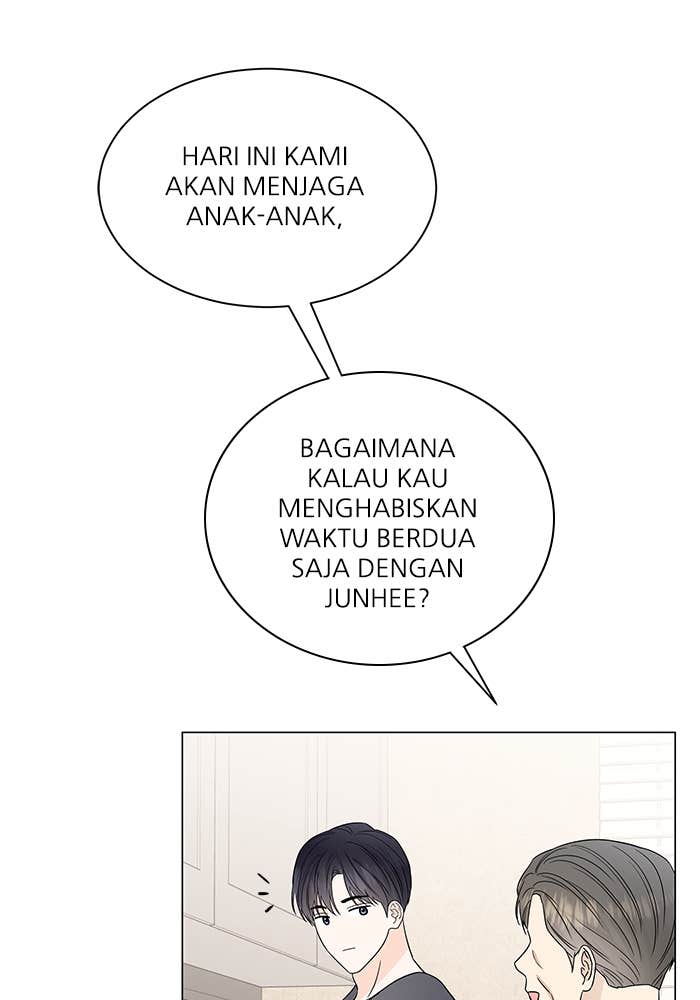 HARI INI KAMI
AKAN MENJAGA
ANAK-ANAK,
BAGAIMANA
KALAU KAU
MENGHABISKAN
WAKTU BERDUA
SAJA DENGAN
JUNHEE?